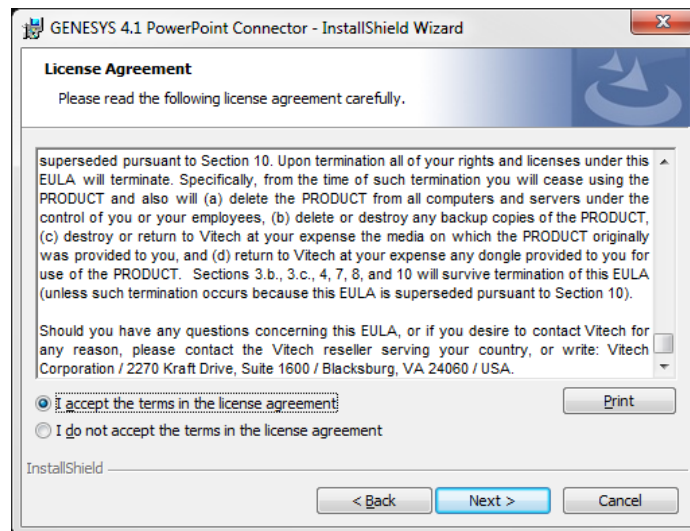 GENESYS 4.1 PowerPoint Connector - InstallShield Wizard
License Agreement
Please read the following license agreement carefully.
superseded pursuant to Section 10. Upon termination all of your rights and licenses under this
EULA will terminate. Specifically, from the time of such termination you will cease using the
PRODUCT and also will (a) delete the PRODUCT from all computers and servers under the
control of you or your employees, (b) delete or destroy any backup copies of the PRODUCT,
(c) destroy or return to Vitech at your expense the media on which the PRODUCT originally
was provided to you, and (d) return to Vitech at your expense any dongle provided to you for
use of the PRODUCT.  Sections 3.b., 3.c., 4, 7, 8, and 10 will survive termination of this EULA
(unless such termination occurs because this EULA is superseded pursuant to Section 10).
Should you have any questions concerning this EULA, or if you desire to contact Vitech for
any reason, please contact the Vitech reseller serving your country, or write: Vitech
Corporation / 2270 Kraft Drive, Suite 1600 / Blacksburg, VA 24060 / USA.
I accept the terms in the license agreement
Print
I do not accept the terms in the license agreement
InstallShield
< Back
Next >
Cancel